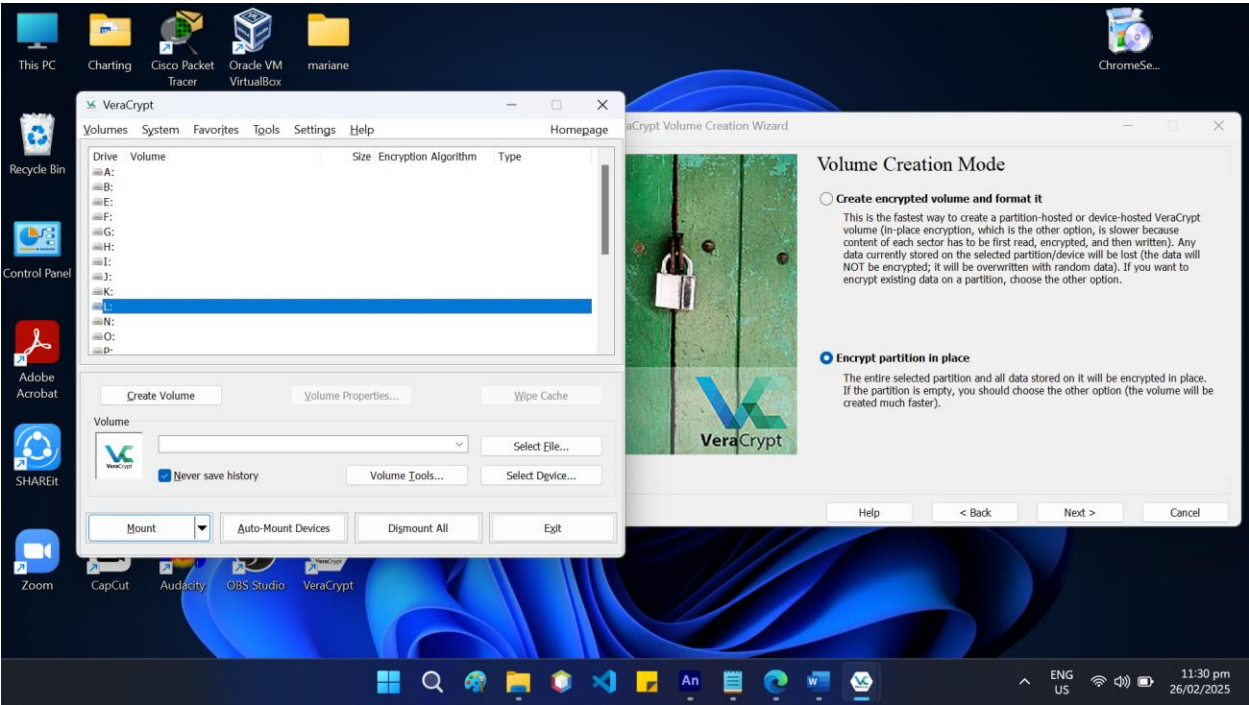 This PC
Charting
Cisco Packet
Tracer
Oracle VM
VirtualBox
mariane
ChromeSe...
Recycle Bin
Control Panel
Adobe
Acrobat
SHAREit
Zoom
CapCut
Audacity
OBS Studio
VeraCrypt
VeraCrypt
Volumes System Favorites Tools Settings Help Homepage
Drive Volume Size Encryption Algorithm Type
A:
B:
E:
F:
G:
H:
I:
J:
K:
L:
N:
O:
P:
Create Volume Volume Properties... Wipe Cache
Volume
VeraCrypt
Select File...
Never save history Volume Tools... Select Device...
Mount Auto-Mount Devices Dismount All Exit
aCrypt Volume Creation Wizard
VeraCrypt
Volume Creation Mode
Create encrypted volume and format it
This is the fastest way to create a partition-hosted or device-hosted VeraCrypt
volume (in-place encryption, which is the other option, is slower because
content of each sector has to be first read, encrypted, and then written). Any
data currently stored on the selected partition/device will be lost (the data will
NOT be encrypted; it will be overwritten with random data). If you want to
encrypt existing data on a partition, choose the other option.
Encrypt partition in place
The entire selected partition and all data stored on it will be encrypted in place.
If the partition is empty, you should choose the other option (the volume will be
created much faster).
Help < Back Next > Cancel
An
W
ENG
US
11:30 pm
26/02/2025